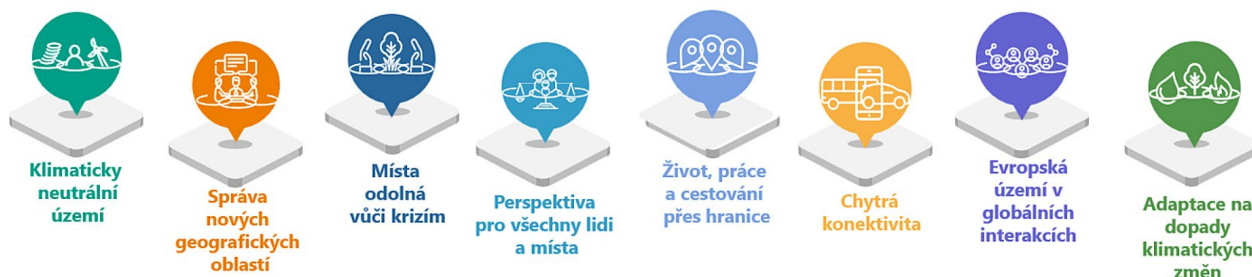 Klimaticky
neutrální
území
Správa
nových
geografických
oblastí
Místa
odolná
vůči krizím
Perspektiva
pro všechny lidi
a místa
Život, práce
a cestování
přes hranice
Chytrá
konektivita
Evropská
území v
globálních
interakcích
Adaptace na
dopady
klimatických
změn